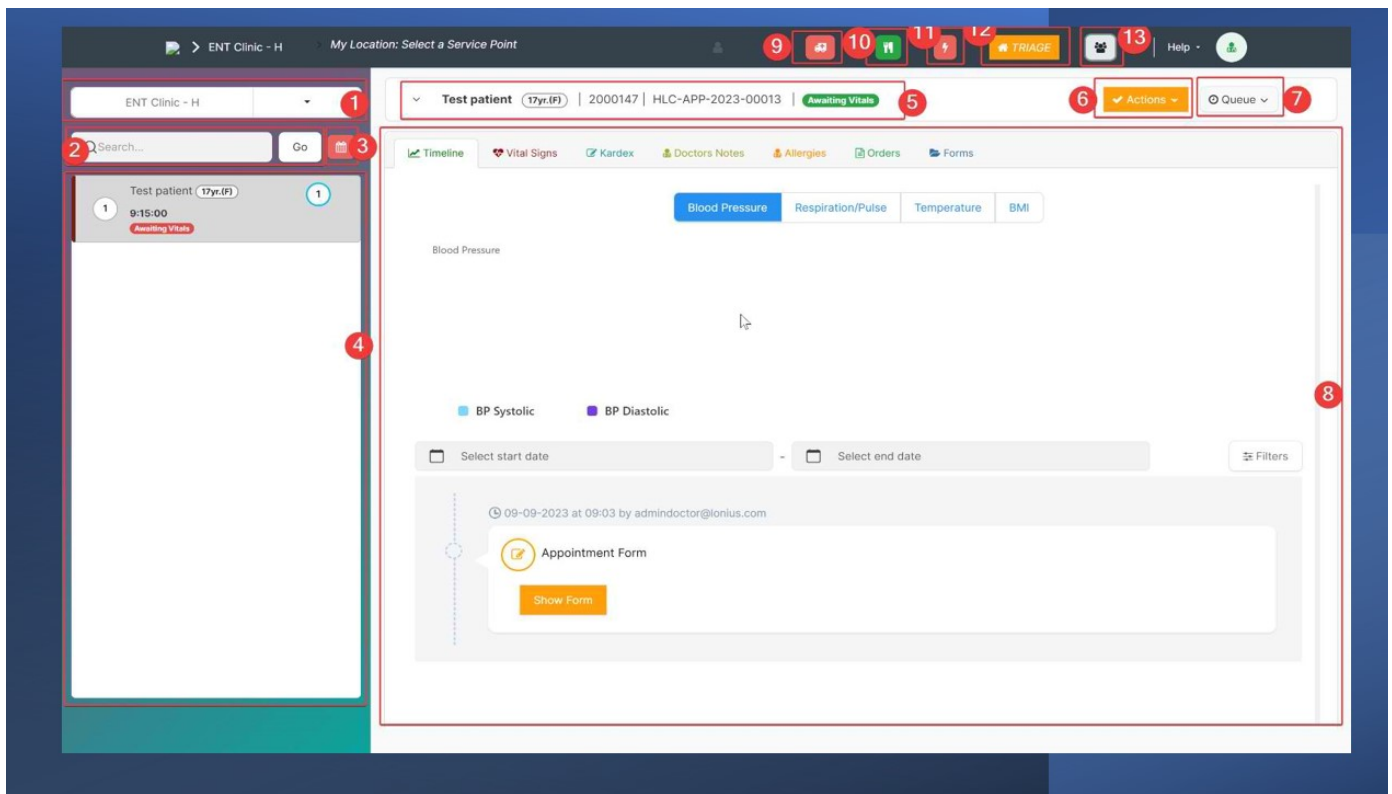 ENT Clinic - H
My Location: Select a Service Point
9
10
11
12
TRIAGE
13
Help
ENT Clinic - H
1
Test patient 17yr.(F) | 2000147 | HLC-APP-2023-00013 | Awaiting Vitals
5
6
Actions
Queue
7
2
Search...
Go
3
Timeline
Vital Signs
Kardex
Doctors Notes
Allergies
Orders
Forms
1
Test patient 17yr.(F)
9:15:00
Awaiting Vitals
1
4
Blood Pressure
Respiration/Pulse
Temperature
BMI
Blood Pressure
8
BP Systolic
BP Diastolic
Select start date
-
Select end date
Filters
09-09-2023 at 09:03 by admindoctor@lonius.com
Appointment Form
Show Form